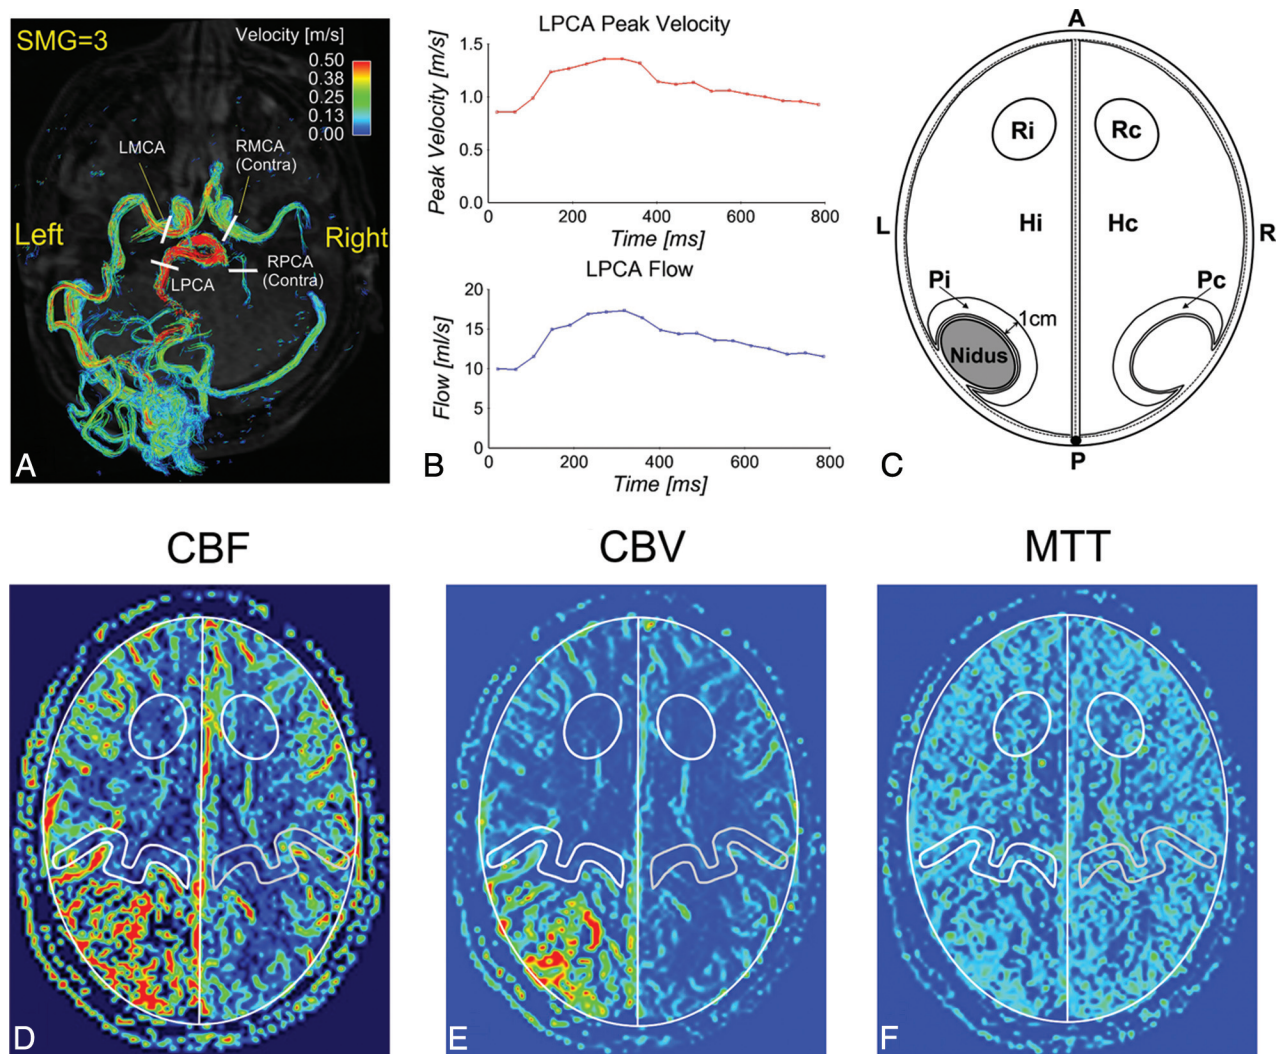 SMG=3
Velocity [m/s]
0.50
0.38
0.25
0.13
0.00
LMCA
RMCA
(Contra)
Left
Right
LPCA
RPCA
(Contra)
A
LPCA Peak Velocity
Peak Velocity [m/s]
1.5
1.0
0.5
0.0
0
200
400
600
800
Time [ms]
LPCA Flow
Flow [ml/s]
20
15
10
5
0
0
200
400
600
800
Time [ms]
B
A
Ri
Rc
L
Hi
Hc
R
Pi
Pc
1cm
Nidus
P
C
CBF
CBV
MTT
D
E
F